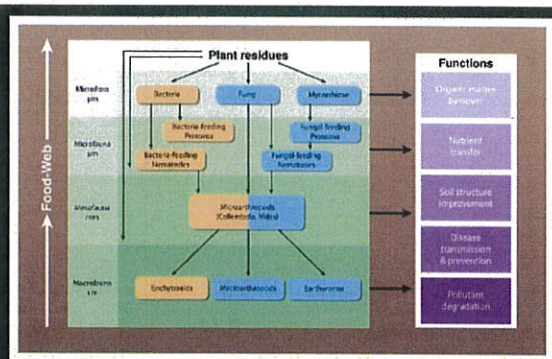 Food-Web
Plant residues
Microflora
µm
Bacteria
Fungi
Mycorrhizae
Microfauna
µm
Bacteria-feeding
Protozoa
Fungal-feeding
Protozoa
Bacteria-feeding
Nematodes
Fungal-feeding
Nematodes
Mesofauna
mm
Microarthropods
(Collembola, Mites)
Macrofauna
cm
Enchytraeids
Macroarthropods
Earthworms
Functions
Organic matter
turnover
Nutrient
transfer
Soil structure
improvement
Disease
transmission
& prevention
Pollutant
degradation